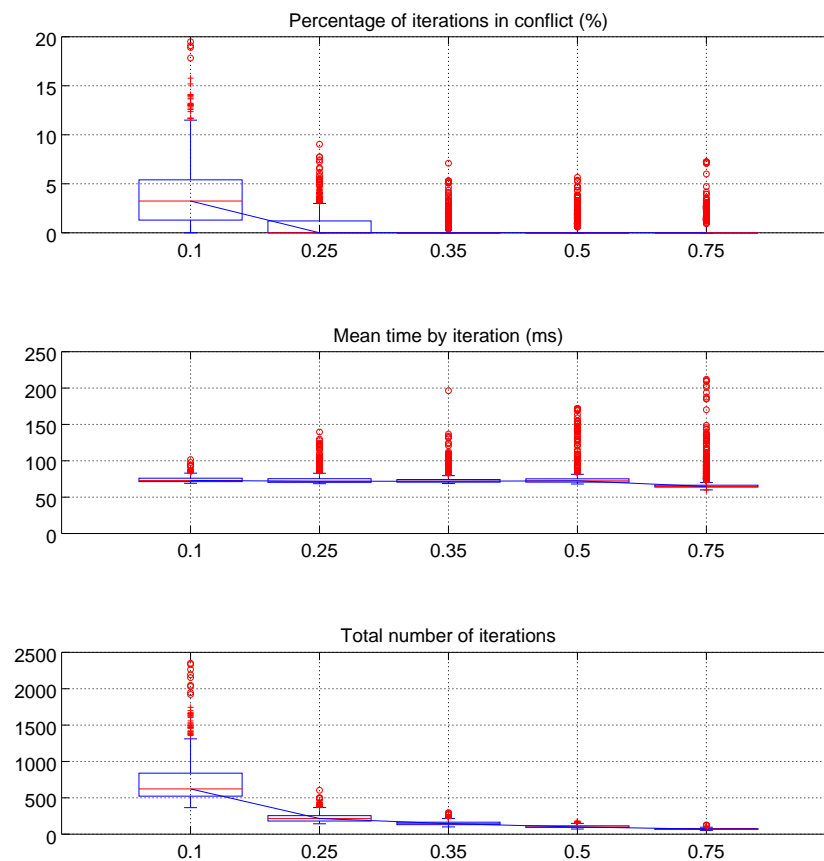 Percentage of iterations in conflict (%)
20
15
10
5
0
0.1 0.25 0.35 0.5 0.75
Mean time by iteration (ms)
250
200
150
100
50
0
0.1 0.25 0.35 0.5 0.75
Total number of iterations
2500
2000
1500
1000
500
0
0.1 0.25 0.35 0.5 0.75